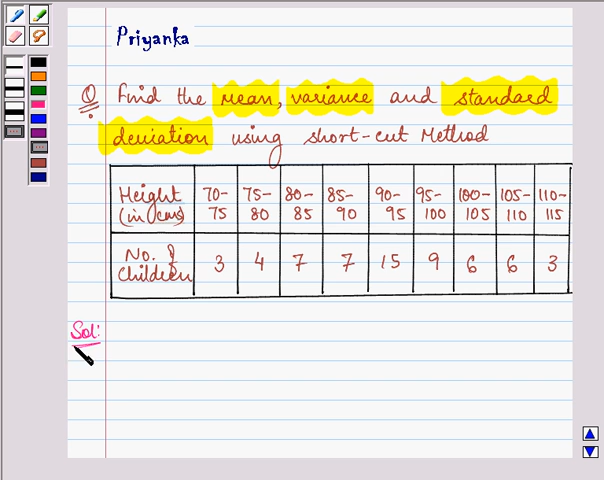 Priyanka
Q. Find the mean, variance and standard
deviation using short-cut Method
Height (in cms) 70-75 75-80 80-85 85-90 90-95 95-100 100-105 105-110 110-115
No. of Children 3 4 7 7 15 9 6 6 3
Sol: